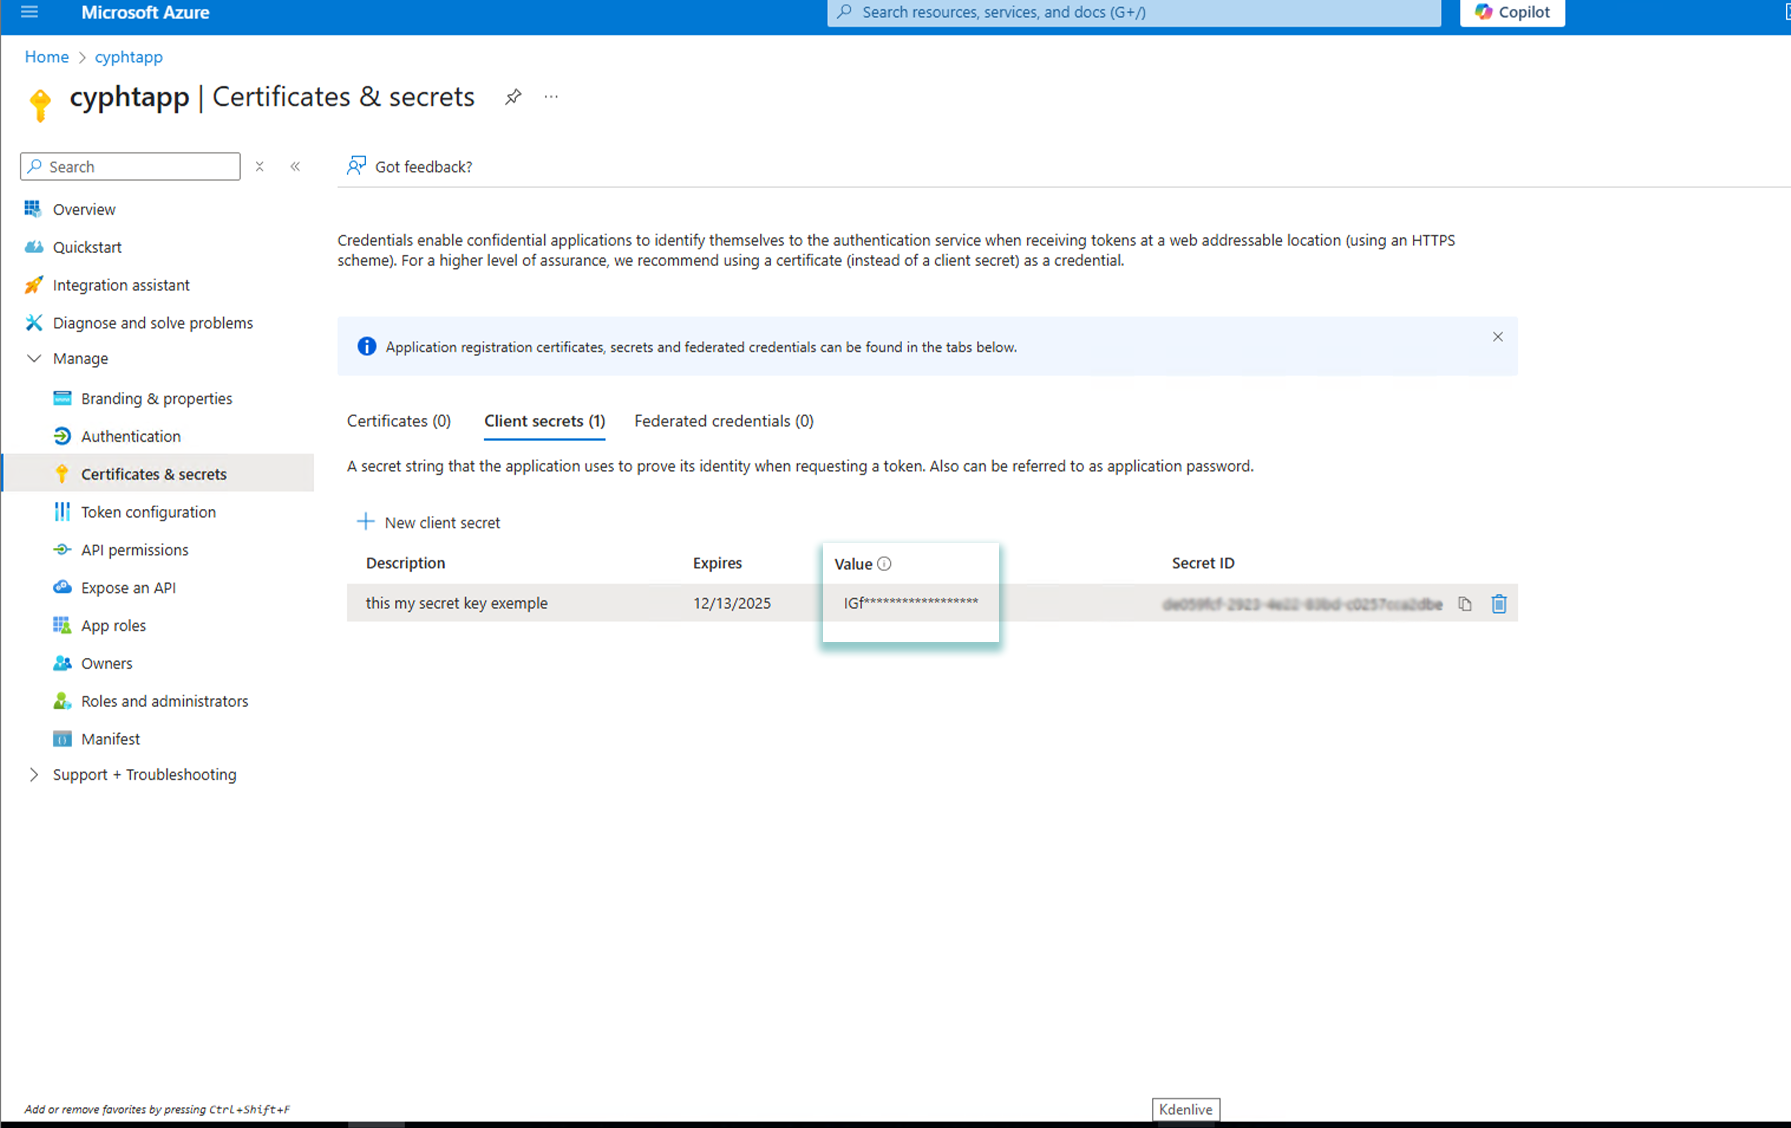 Microsoft Azure
Search resources, services, and docs (G+/)
Copilot
Home > cyphtapp
cyphtapp | Certificates & secrets
Search
Got feedback?
Overview
Quickstart
Integration assistant
Diagnose and solve problems
Manage
Branding & properties
Authentication
Certificates & secrets
Token configuration
API permissions
Expose an API
App roles
Owners
Roles and administrators
Manifest
Support + Troubleshooting
Credentials enable confidential applications to identify themselves to the authentication service when receiving tokens at a web addressable location (using an HTTPS
scheme). For a higher level of assurance, we recommend using a certificate (instead of a client secret) as a credential.
Application registration certificates, secrets and federated credentials can be found in the tabs below.
Certificates (0) Client secrets (1) Federated credentials (0)
A secret string that the application uses to prove its identity when requesting a token. Also can be referred to as application password.
New client secret
Description Expires Value Secret ID
this my secret key exemple 12/13/2025 IGf******************
Add or remove favorites by pressing Ctrl+Shift+F
Kdenlive